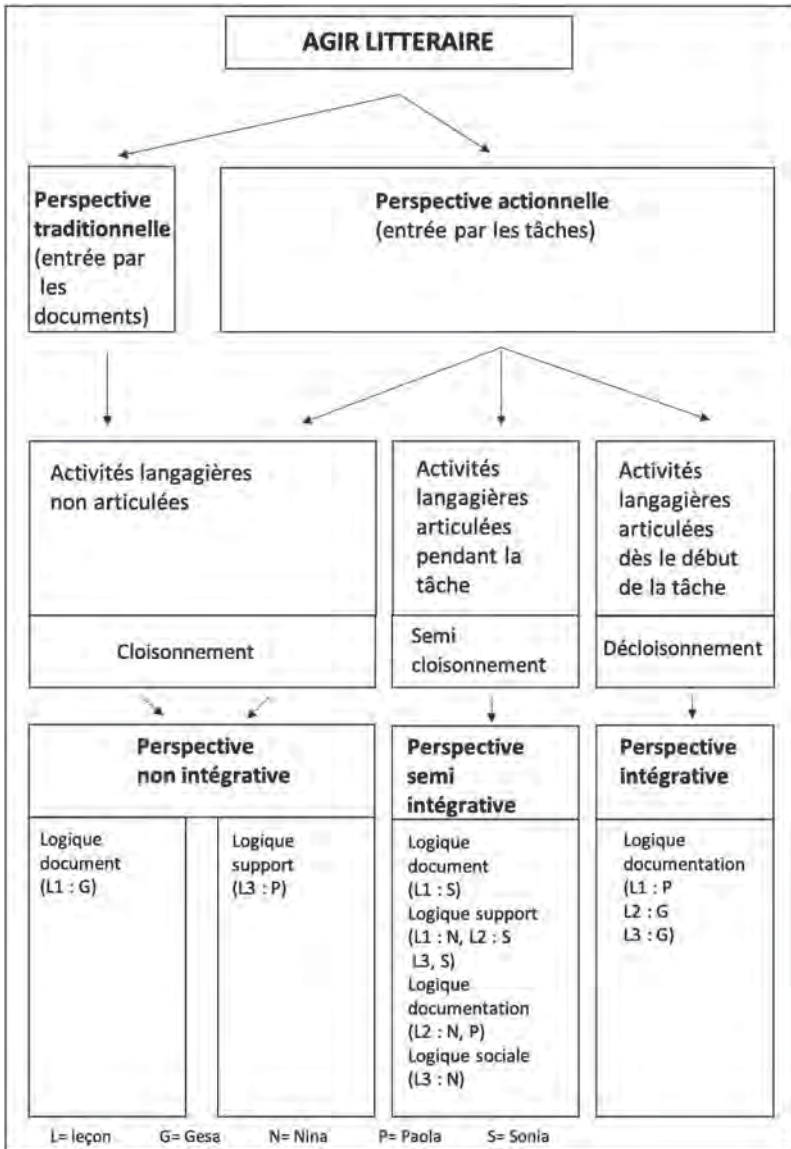 AGIR LITTERAIRE
Perspective
traditionnelle
(entrée par
les
documents)
Perspective actionnelle
(entrée par les tâches)
Activités langagières
non articulées
Activités
langagières
articulées
pendant la
tâche
Activités
langagières
articulées
dès le début
de la tâche
Cloisonnement
Semi
cloisonnement
Décloisonnement
Perspective
non intégrative
Perspective
semi
intégrative
Perspective
intégrative
Logique
document
(L1 : G)
Logique
support
(L3 : P)
Logique
document
(L1 : S)
Logique support
(L1 : N, L2 : S
L3, S)
Logique
documentation
(L2 : N, P)
Logique sociale
(L3 : N)
Logique
documentation
(L1 : P
L2 : G
L3 : G)
L= leçon G= Gesa N= Nina P= Paola S= Sonia